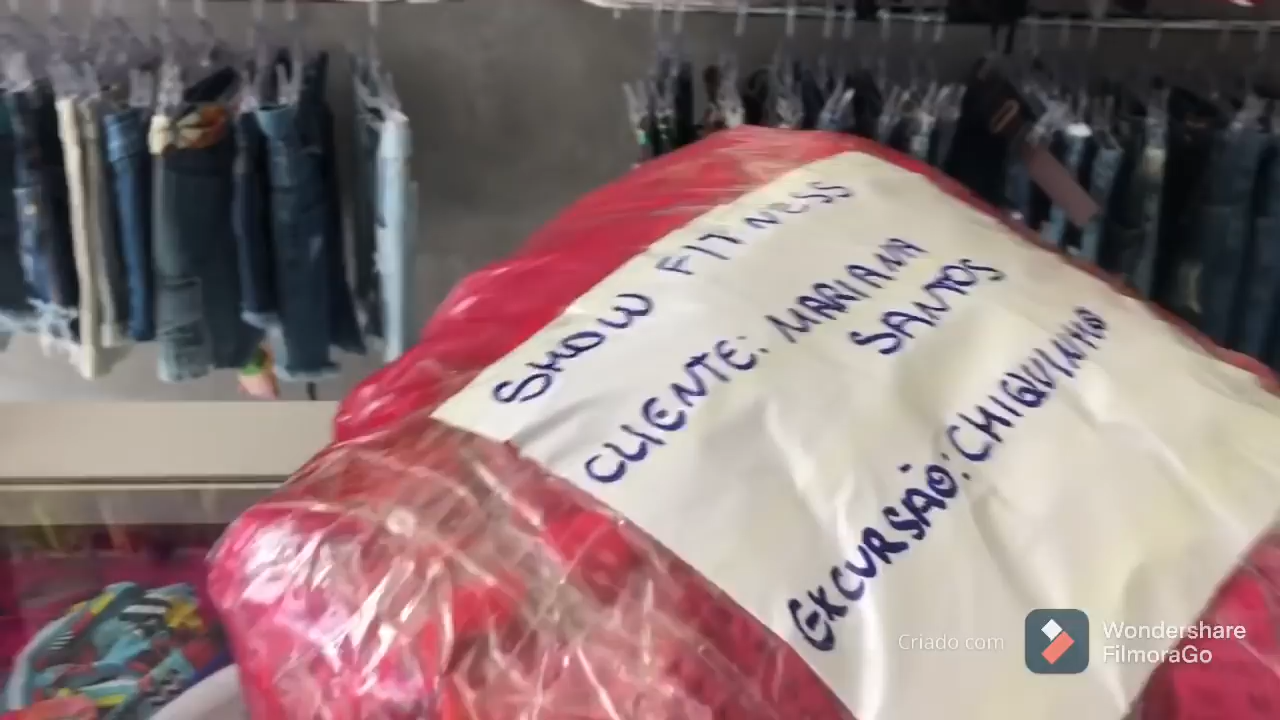 SHOW FITNESS
CLIENTE: MARIANA
SANTOS
EXCURSÃO: CHIQUINHO
Criado com
Wondershare
FilmoraGo